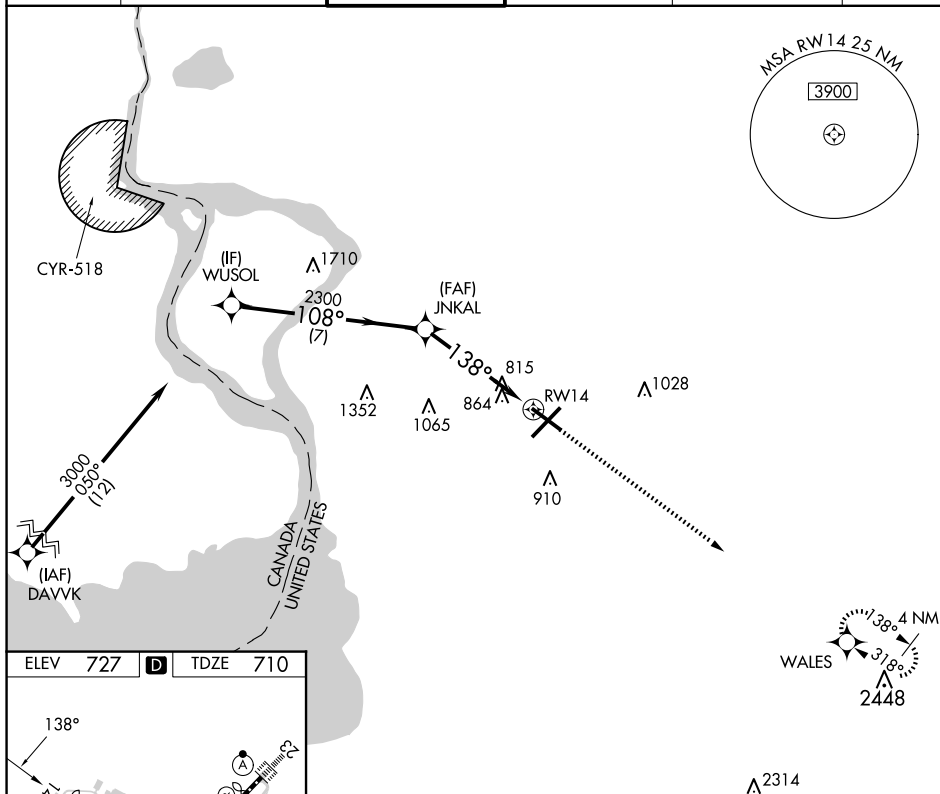 MSA RW14 25 NM
3900
CYR-518
(IF)
WUSOL
1710
2300
108°
(7)
(FAF)
JNKAL
138°
815
864
RW14
1028
1352
1065
910
3000
050°
(12)
(IAF)
DAVVK
CANADA
UNITED STATES
138°
4 NM
318°
WALES
2448
2314
ELEV 727 D TDZE 710
138°
A
23